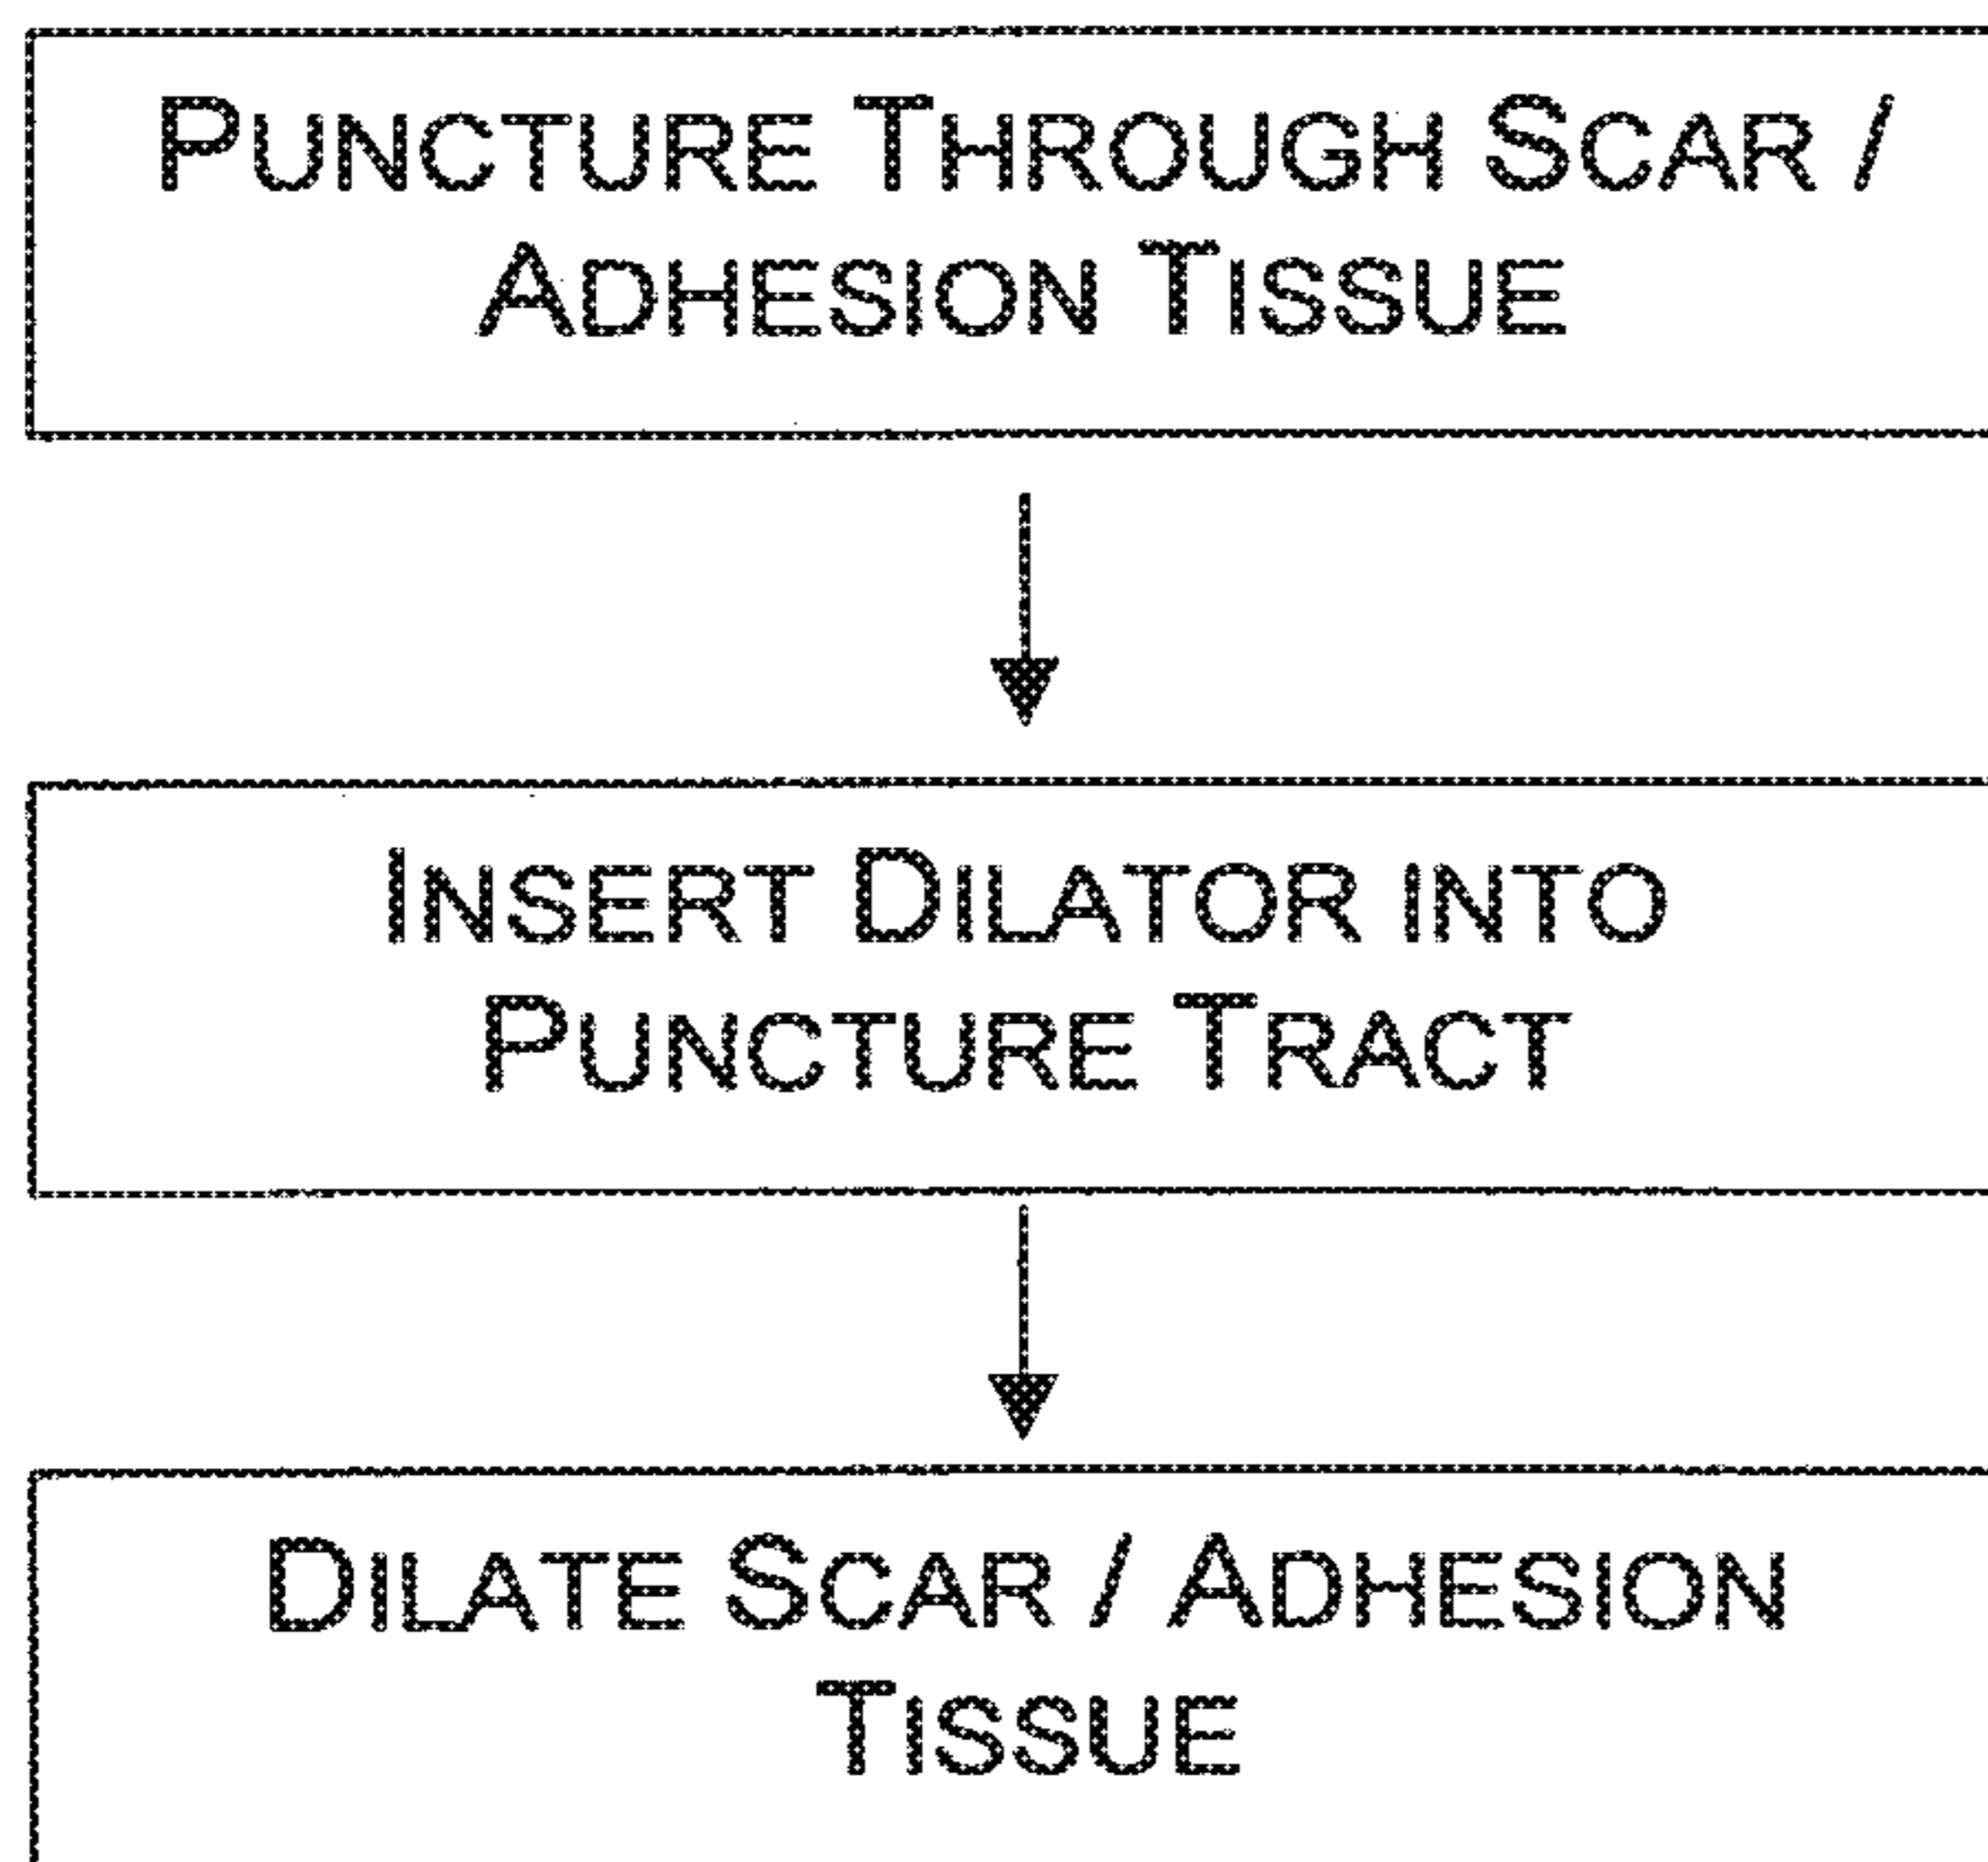 PUNCTURE THROUGH SCAR /
ADHESION TISSUE
INSERT DILATOR INTO
PUNCTURE TRACT
DILATE SCAR / ADHESION
TISSUE